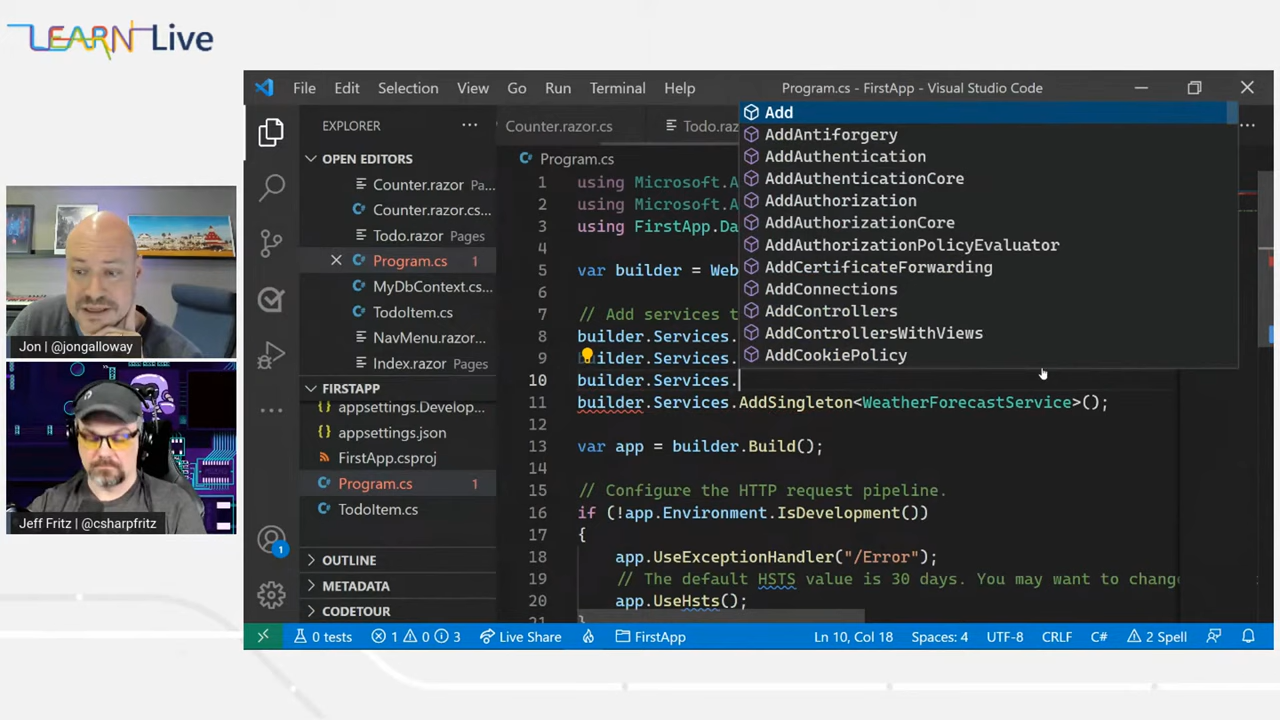 LEARN Live
File Edit Selection View Go Run Terminal Help
Program.cs - FirstApp - Visual Studio Code
EXPLORER
OPEN EDITORS
Counter.razor Pa...
Counter.razor.cs...
Todo.razor Pages
Program.cs 1
MyDbContext.cs...
TodoItem.cs
NavMenu.razor...
Index.razor Pages
FIRSTAPP
appsettings.Develop...
appsettings.json
FirstApp.csproj
Program.cs 1
TodoItem.cs
OUTLINE
METADATA
CODETOUR
Counter.razor.cs Todo.raz
Program.cs
1 using Microsoft.A
2 using Microsoft.A
3 using FirstApp.Da
4
5 var builder = Web
6
7 // Add services t
8 builder.Services.
9 builder.Services.
10 builder.Services.
11 builder.Services.AddSingleton<WeatherForecastService>();
12
13 var app = builder.Build();
14
15 // Configure the HTTP request pipeline.
16 if (!app.Environment.IsDevelopment())
17 {
18 app.UseExceptionHandler("/Error");
19 // The default HSTS value is 30 days. You may want to change
20 app.UseHsts();
21 }
Add
AddAntiforgery
AddAuthentication
AddAuthenticationCore
AddAuthorization
AddAuthorizationCore
AddAuthorizationPolicyEvaluator
AddCertificateForwarding
AddConnections
AddControllers
AddControllersWithViews
AddCookiePolicy
Jon | @jongalloway
Jeff Fritz | @csharpfritz
1
0 tests 1 0 3 Live Share FirstApp Ln 10, Col 18 Spaces: 4 UTF-8 CRLF C# 2 Spell